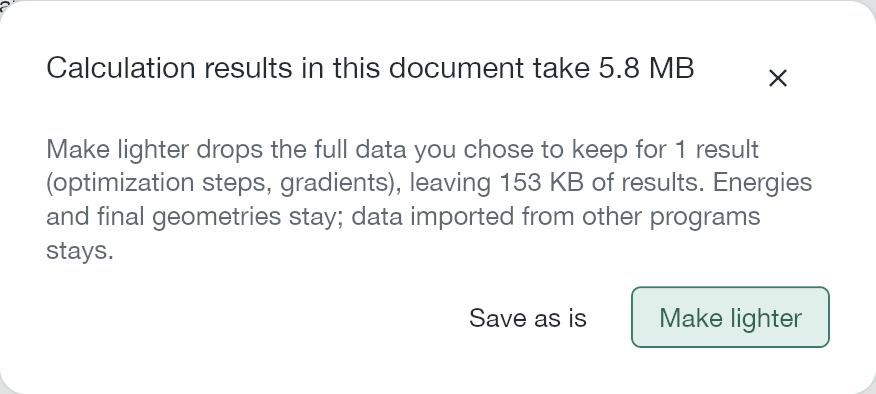 Calculation results in this document take 5.8 MB
Make lighter drops the full data you chose to keep for 1 result
(optimization steps, gradients), leaving 153 KB of results. Energies
and final geometries stay; data imported from other programs
stays.
Save as is
Make lighter